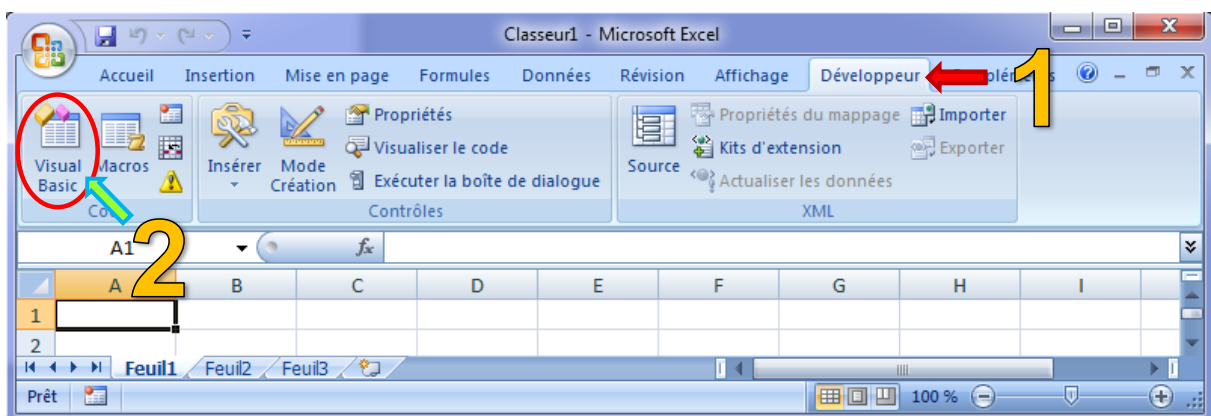 Classeur1 - Microsoft Excel
Accueil Insertion Mise en page Formules Données Révision Affichage Développeur
1
Visual Basic
Macros
Insérer
Mode Création
Propriétés
Visualiser le code
Exécuter la boîte de dialogue
Contrôles
Source
Propriétés du mappage
Kits d'extension
Actualiser les données
Importer
Exporter
XML
2
A1 fx
A B C D E F G H I
1
2
Feuil1 Feuil2 Feuil3
Prêt 100 %